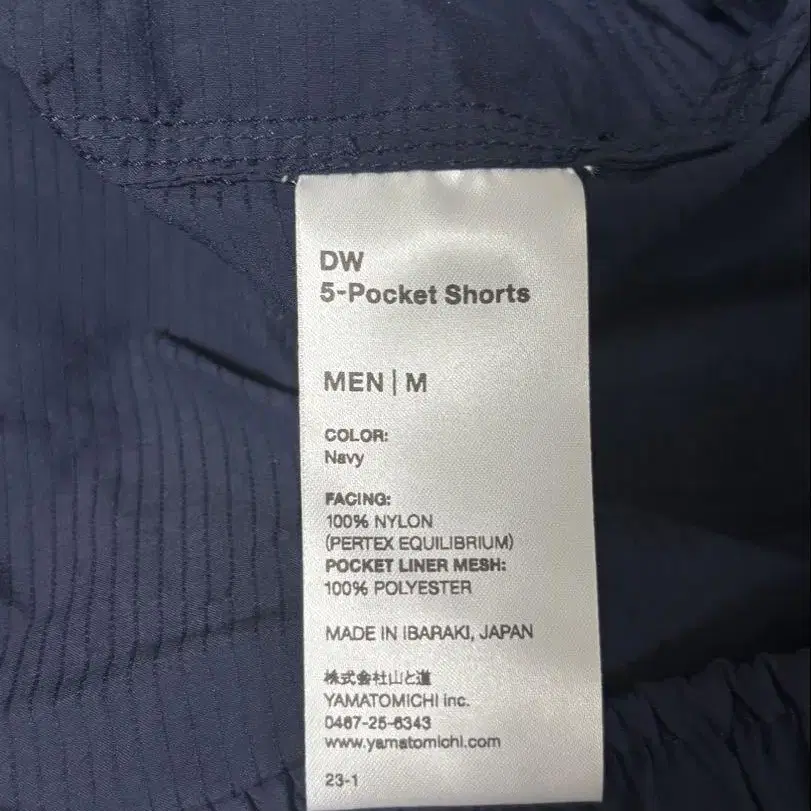 DW
5-Pocket Shorts
MEN | M
COLOR:
Navy
FACING:
100% NYLON
(PERTEX EQUILIBRIUM)
POCKET LINER MESH:
100% POLYESTER
MADE IN IBARAKI, JAPAN
株式会社山と道
YAMATOMICHI inc.
0467-25-6343
www.yamatomichi.com
23-1